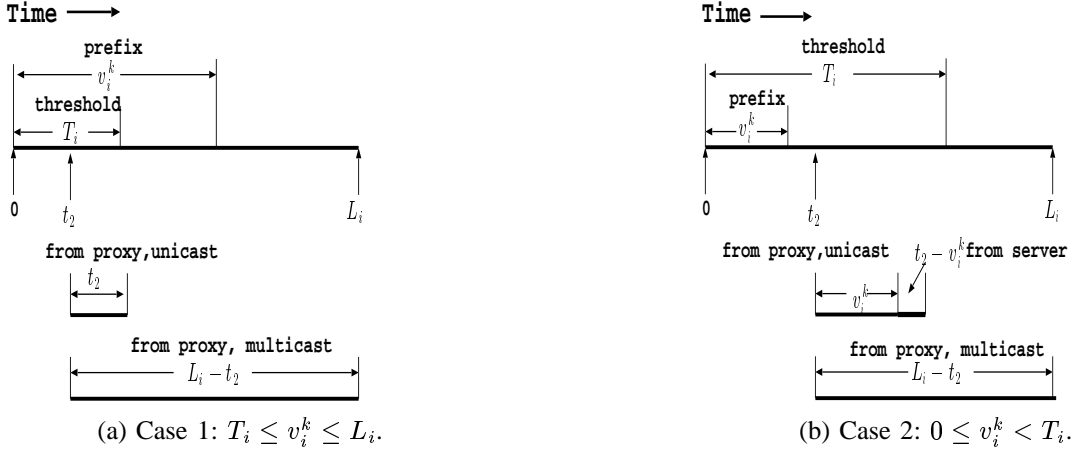 Time
prefix
v_i^k
threshold
T_i
0
t_2
L_i
from proxy,unicast
t_2
from proxy, multicast
L_i − t_2
(a) Case 1: T_i ≤ v_i^k ≤ L_i.
Time
threshold
T_i
prefix
v_i^k
0
t_2
L_i
from proxy,unicast
t_2 − v_i^k from server
v_i^k
from proxy, multicast
L_i − t_2
(b) Case 2: 0 ≤ v_i^k < T_i.